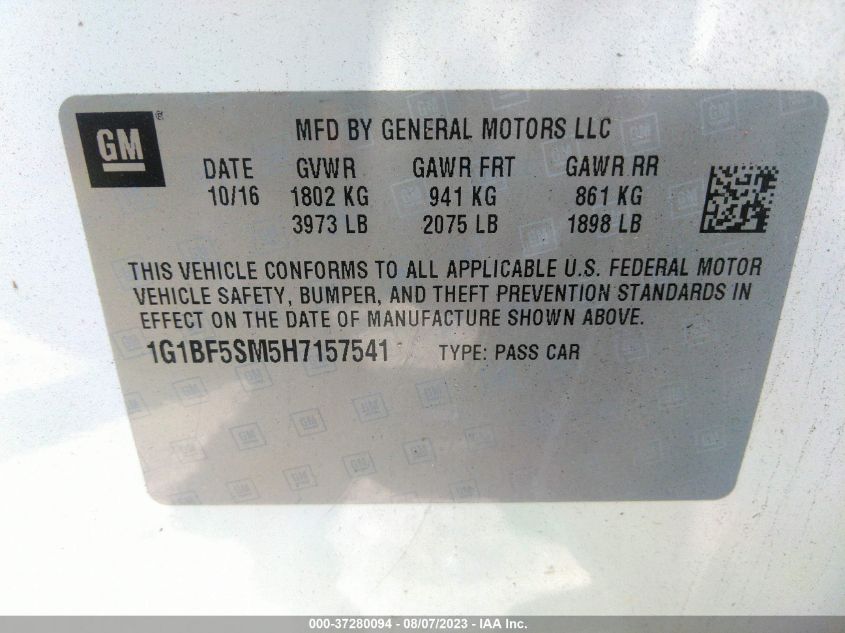 GM ®
MFD BY GENERAL MOTORS LLC
DATE GVWR GAWR FRT GAWR RR
10/16 1802 KG 941 KG 861 KG
3973 LB 2075 LB 1898 LB
THIS VEHICLE CONFORMS TO ALL APPLICABLE U.S. FEDERAL MOTOR
VEHICLE SAFETY, BUMPER, AND THEFT PREVENTION STANDARDS IN
EFFECT ON THE DATE OF MANUFACTURE SHOWN ABOVE.
1G1BF5SM5H7157541 TYPE: PASS CAR
000-37280094 - 08/07/2023 - IAA Inc.